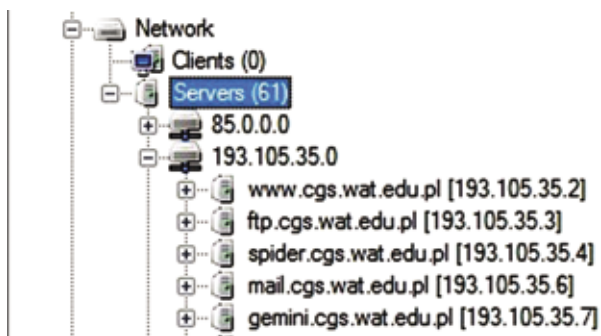 Network
Clients (0)
Servers (61)
85.0.0.0
193.105.35.0
www.cgs.wat.edu.pl [193.105.35.2]
ftp.cgs.wat.edu.pl [193.105.35.3]
spider.cgs.wat.edu.pl [193.105.35.4]
mail.cgs.wat.edu.pl [193.105.35.6]
gemini.cgs.wat.edu.pl [193.105.35.7]